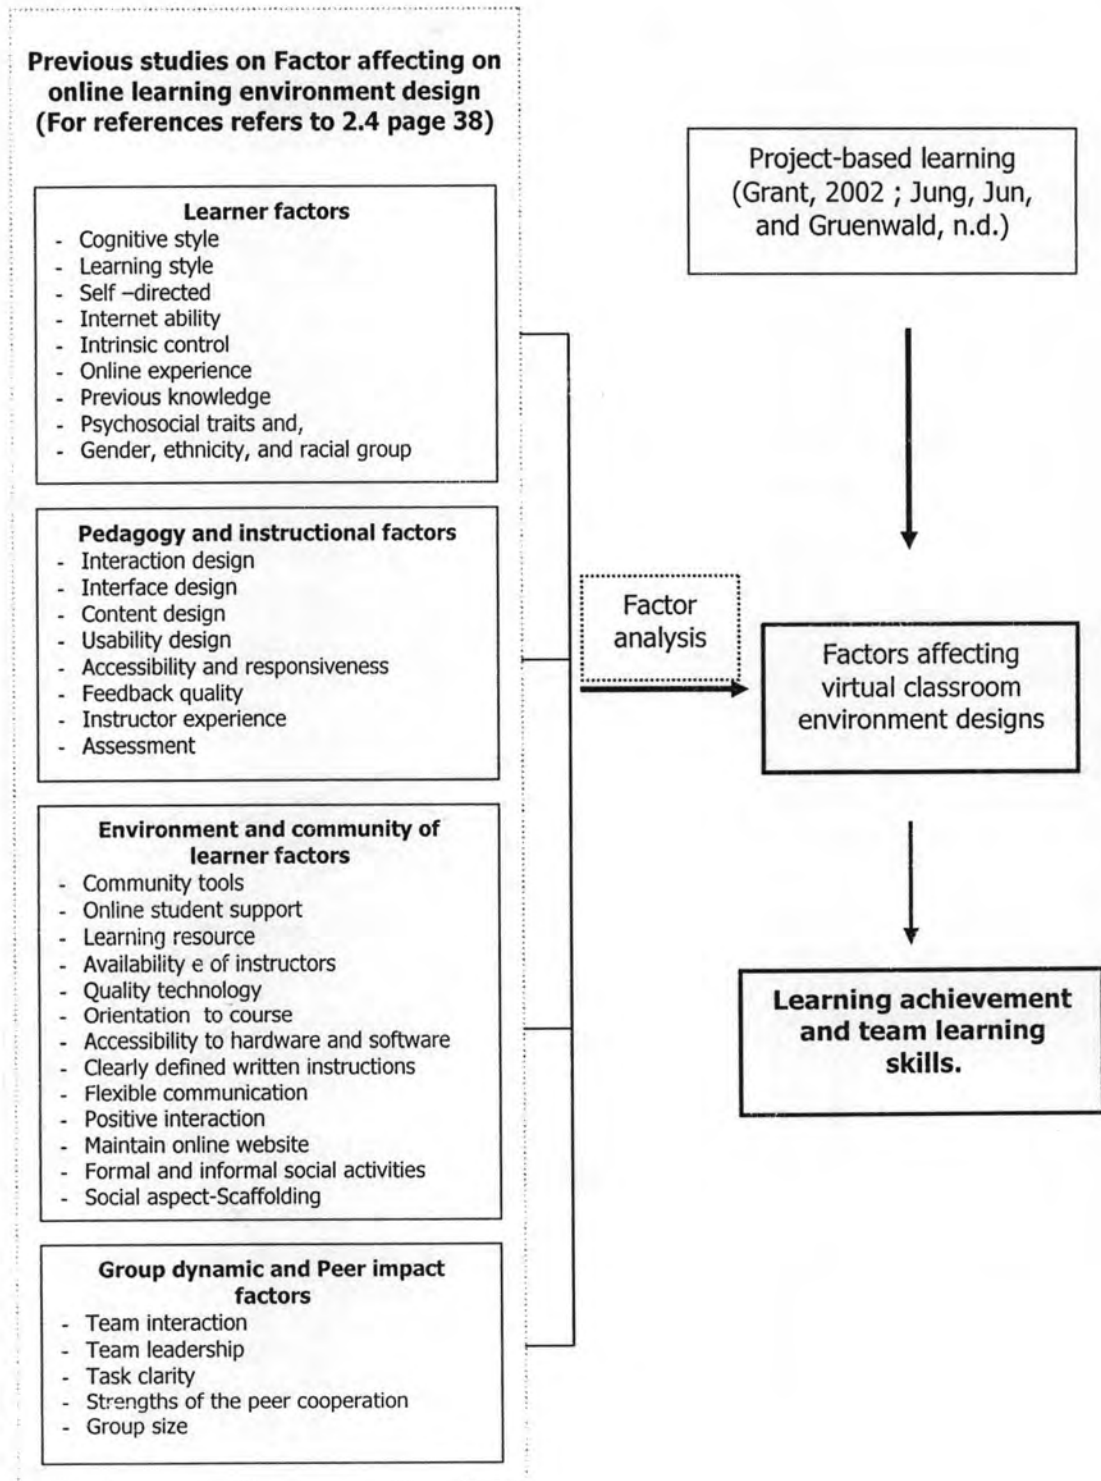 Previous studies on Factor affecting on
online learning environment design
(For references refers to 2.4 page 38)
Learner factors
- Cognitive style
- Learning style
- Self –directed
- Internet ability
- Intrinsic control
- Online experience
- Previous knowledge
- Psychosocial traits and,
- Gender, ethnicity, and racial group
Pedagogy and instructional factors
- Interaction design
- Interface design
- Content design
- Usability design
- Accessibility and responsiveness
- Feedback quality
- Instructor experience
- Assessment
Environment and community of
learner factors
- Community tools
- Online student support
- Learning resource
- Availability e of instructors
- Quality technology
- Orientation to course
- Accessibility to hardware and software
- Clearly defined written instructions
- Flexible communication
- Positive interaction
- Maintain online website
- Formal and informal social activities
- Social aspect-Scaffolding
Group dynamic and Peer impact
factors
- Team interaction
- Team leadership
- Task clarity
- Strengths of the peer cooperation
- Group size
Factor
analysis
Project-based learning
(Grant, 2002 ; Jung, Jun,
and Gruenwald, n.d.)
Factors affecting
virtual classroom
environment designs
Learning achievement
and team learning
skills.